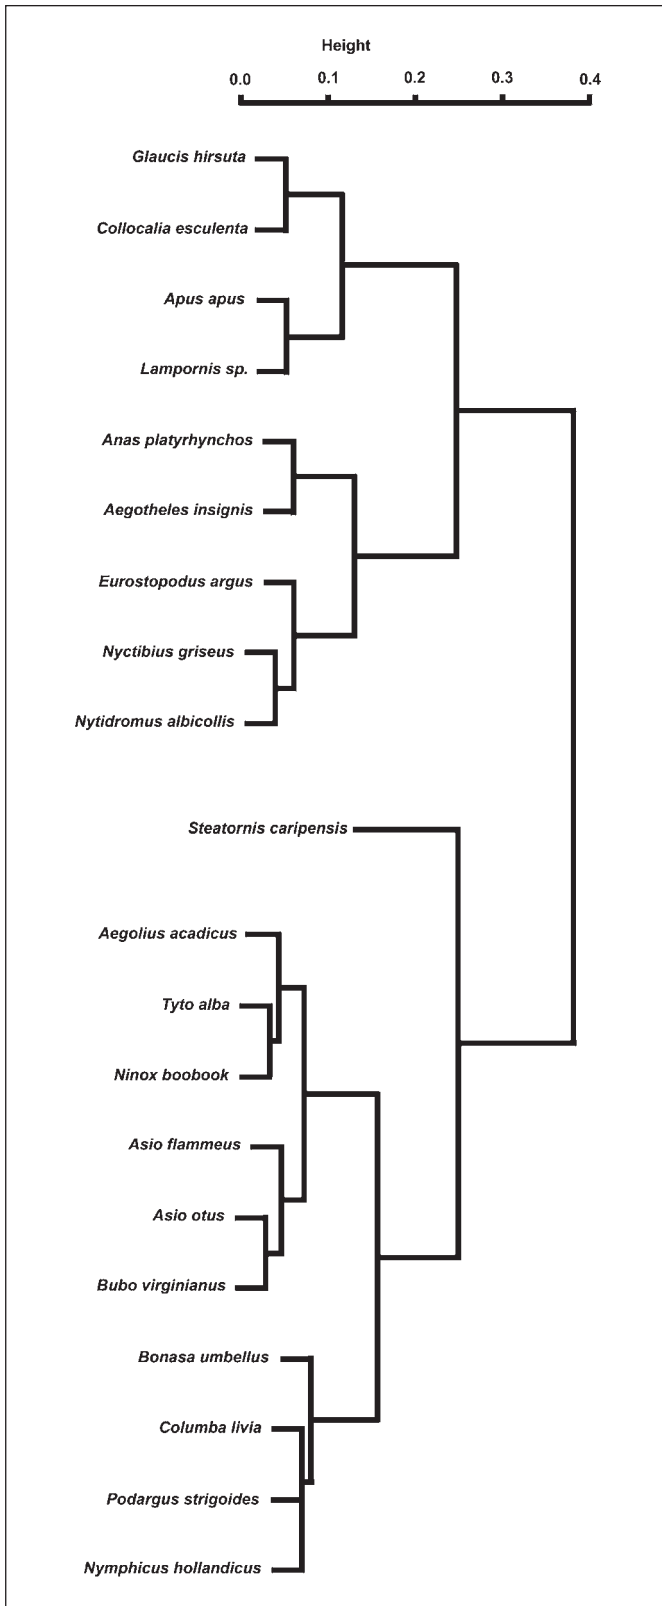 Height
0.0 0.1 0.2 0.3 0.4
Glaucis hirsuta
Collocalia esculenta
Apus apus
Lampornis sp.
Anas platyrhynchos
Aegotheles insignis
Eurostopodus argus
Nyctibius griseus
Nytidromus albicollis
Steatornis caripensis
Aegolius acadicus
Tyto alba
Ninox boobook
Asio flammeus
Asio otus
Bubo virginianus
Bonasa umbellus
Columba livia
Podargus strigoides
Nymphicus hollandicus